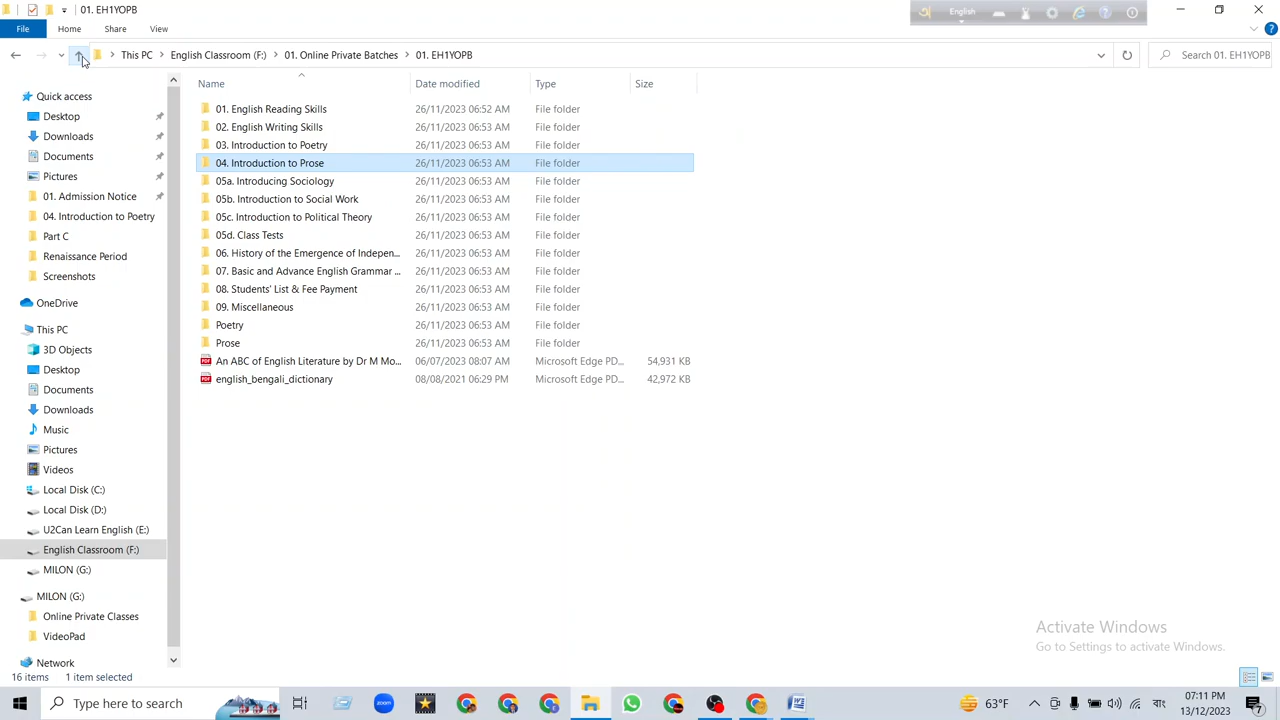 01. EH1YOPB
English
File Home Share View
This PC English Classroom (F:) 01. Online Private Batches 01. EH1YOPB
Search 01. EH1YOPB
Name Date modified Type Size
Quick access
Desktop
Downloads
Documents
Pictures
01. Admission Notice
04. Introduction to Poetry
Part C
Renaissance Period
Screenshots
OneDrive
This PC
3D Objects
Desktop
Documents
Downloads
Music
Pictures
Videos
Local Disk (C:)
Local Disk (D:)
U2Can Learn English (E:)
English Classroom (F:)
MILON (G:)
MILON (G:)
Online Private Classes
VideoPad
Network
01. English Reading Skills 26/11/2023 06:52 AM File folder
02. English Writing Skills 26/11/2023 06:53 AM File folder
03. Introduction to Poetry 26/11/2023 06:53 AM File folder
04. Introduction to Prose 26/11/2023 06:53 AM File folder
05a. Introducing Sociology 26/11/2023 06:53 AM File folder
05b. Introduction to Social Work 26/11/2023 06:53 AM File folder
05c. Introduction to Political Theory 26/11/2023 06:53 AM File folder
05d. Class Tests 26/11/2023 06:53 AM File folder
06. History of the Emergence of Indepen... 26/11/2023 06:53 AM File folder
07. Basic and Advance English Grammar ... 26/11/2023 06:53 AM File folder
08. Students' List & Fee Payment 26/11/2023 06:53 AM File folder
09. Miscellaneous 26/11/2023 06:53 AM File folder
Poetry 26/11/2023 06:53 AM File folder
Prose 26/11/2023 06:53 AM File folder
PDF An ABC of English Literature by Dr M Mo... 06/07/2023 08:07 AM Microsoft Edge PD... 54,931 KB
PDF english_bengali_dictionary 08/08/2021 06:29 PM Microsoft Edge PD... 42,972 KB
Activate Windows
Go to Settings to activate Windows.
16 items 1 item selected
Type here to search
zoom
63°F
বাং
07:11 PM
13/12/2023
7